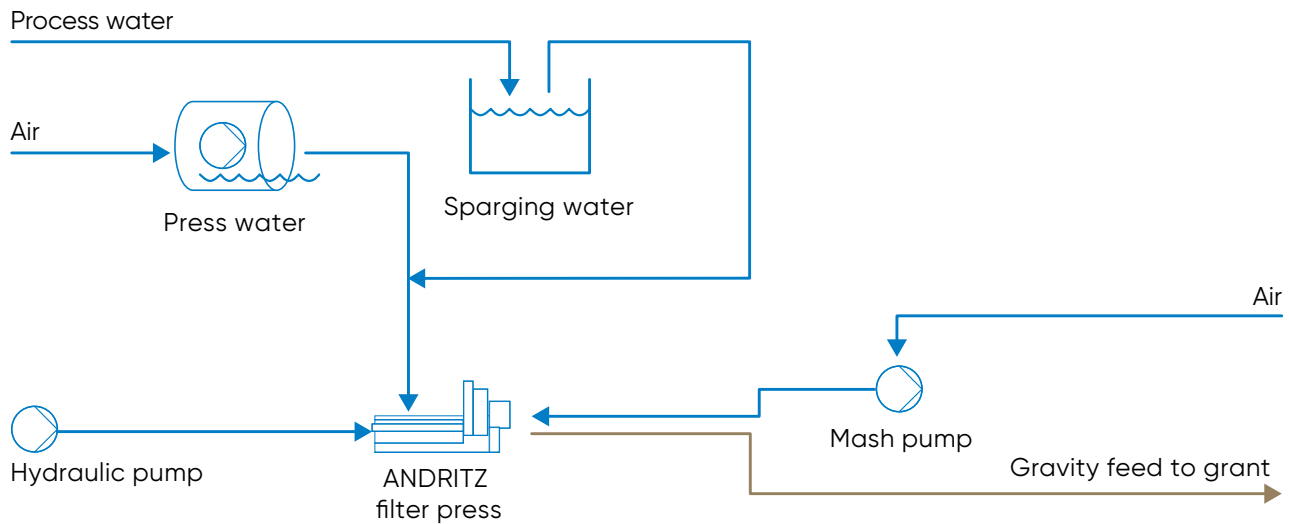 Process water
Air
Press water
Sparging water
Air
Mash pump
Hydraulic pump
ANDRITZ
filter press
Gravity feed to grant